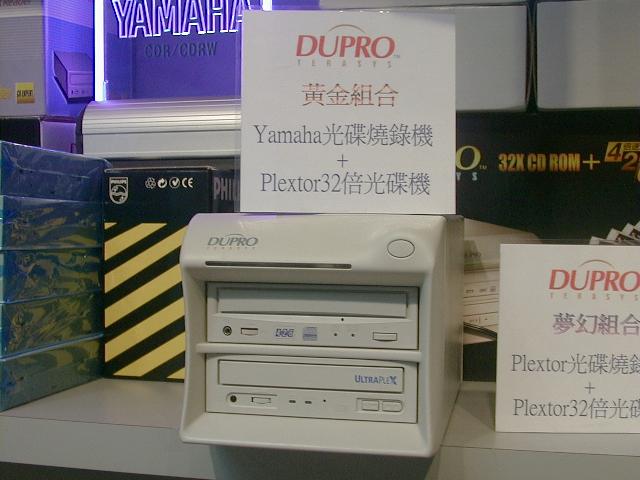 YAMAHA
CDR/CDRW
DUPRO
TERASYS
黃金組合
Yamaha光碟燒錄機
+
Plextor32倍光碟機
32X CD ROM+
PHILIPS
DUPRO
TERASYS
ULTRAPLEX
DUPRO
TERASYS
夢幻組合
Plextor光碟燒
+
Plextor32倍光碟